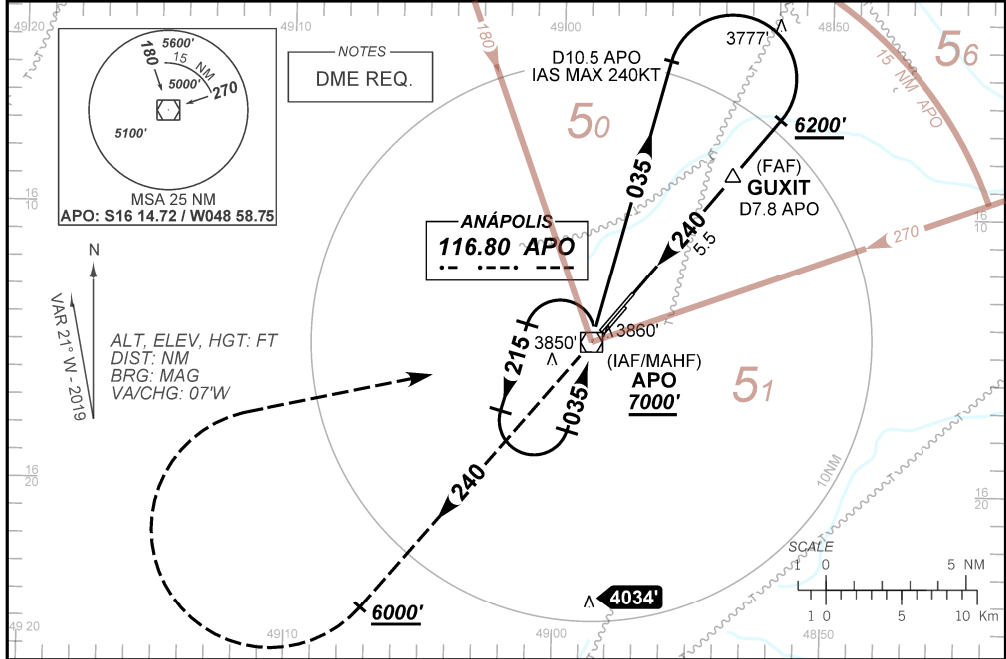 49 20
49 10
49 00
48 50
5600'
180
15 NM
5000'
270
5100'
MSA 25 NM
APO: S16 14.72 / W048 58.75
NOTES
DME REQ.
180
D10.5 APO
IAS MAX 240KT
3777'
50
56
15 NM APO
6200'
(FAF)
GUXIT
D7.8 APO
035
240
5.5
16
10
16
10
270
ANÁPOLIS
116.80 APO
N
VAR 21° W - 2019
ALT, ELEV, HGT: FT
DIST: NM
BRG: MAG
VA/CHG: 07'W
3850'
3860'
(IAF/MAHF)
APO
7000'
51
215
035
240
10NM
16
20
16
20
SCALE
1 0 5 NM
1 0 5 10 Km
4034'
6000'
49 20
49 10
49 00
48 50